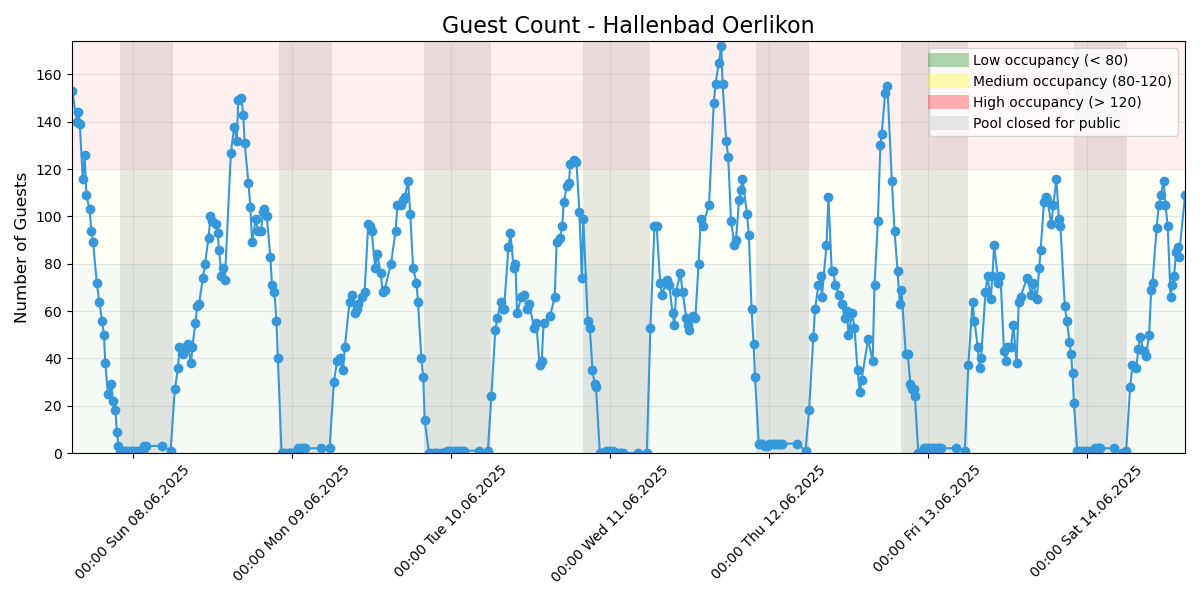 Guest Count - Hallenbad Oerlikon
Number of Guests
160
140
120
100
80
60
40
20
0
Low occupancy (< 80)
Medium occupancy (80-120)
High occupancy (> 120)
Pool closed for public
00:00 Sun 08.06.2025
00:00 Mon 09.06.2025
00:00 Tue 10.06.2025
00:00 Wed 11.06.2025
00:00 Thu 12.06.2025
00:00 Fri 13.06.2025
00:00 Sat 14.06.2025